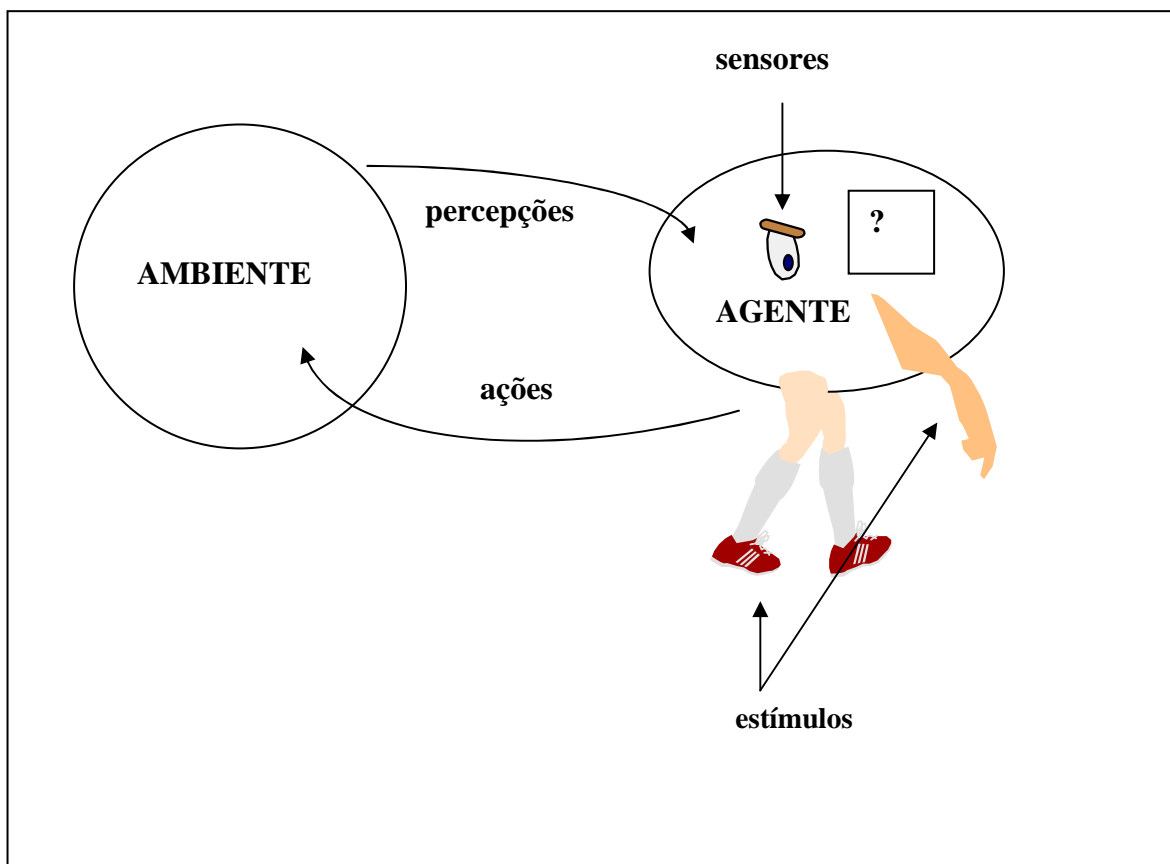 sensores
percepções
?
AMBIENTE
AGENTE
ações
estímulos